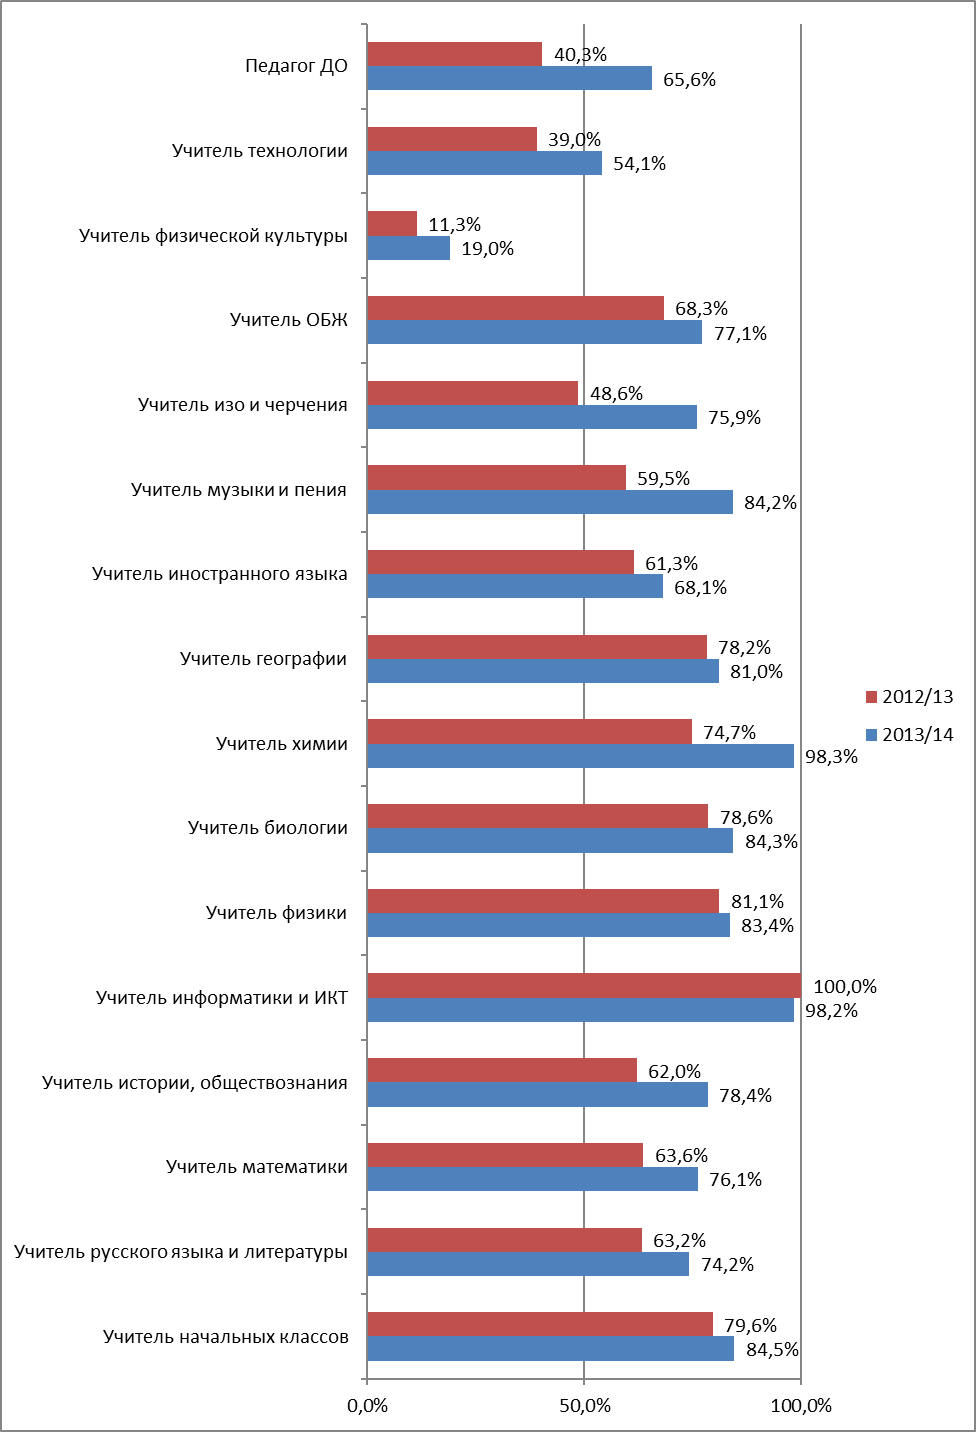 Педагог ДО
40,3%
65,6%
Учитель технологии
39,0%
54,1%
Учитель физической культуры
11,3%
19,0%
Учитель ОБЖ
68,3%
77,1%
Учитель изо и черчения
48,6%
75,9%
Учитель музыки и пения
59,5%
84,2%
Учитель иностранного языка
61,3%
68,1%
Учитель географии
78,2%
81,0%
2012/13
2013/14
Учитель химии
74,7%
98,3%
Учитель биологии
78,6%
84,3%
Учитель физики
81,1%
83,4%
Учитель информатики и ИКТ
100,0%
98,2%
Учитель истории, обществознания
62,0%
78,4%
Учитель математики
63,6%
76,1%
Учитель русского языка и литературы
63,2%
74,2%
Учитель начальных классов
79,6%
84,5%
0,0%
50,0%
100,0%